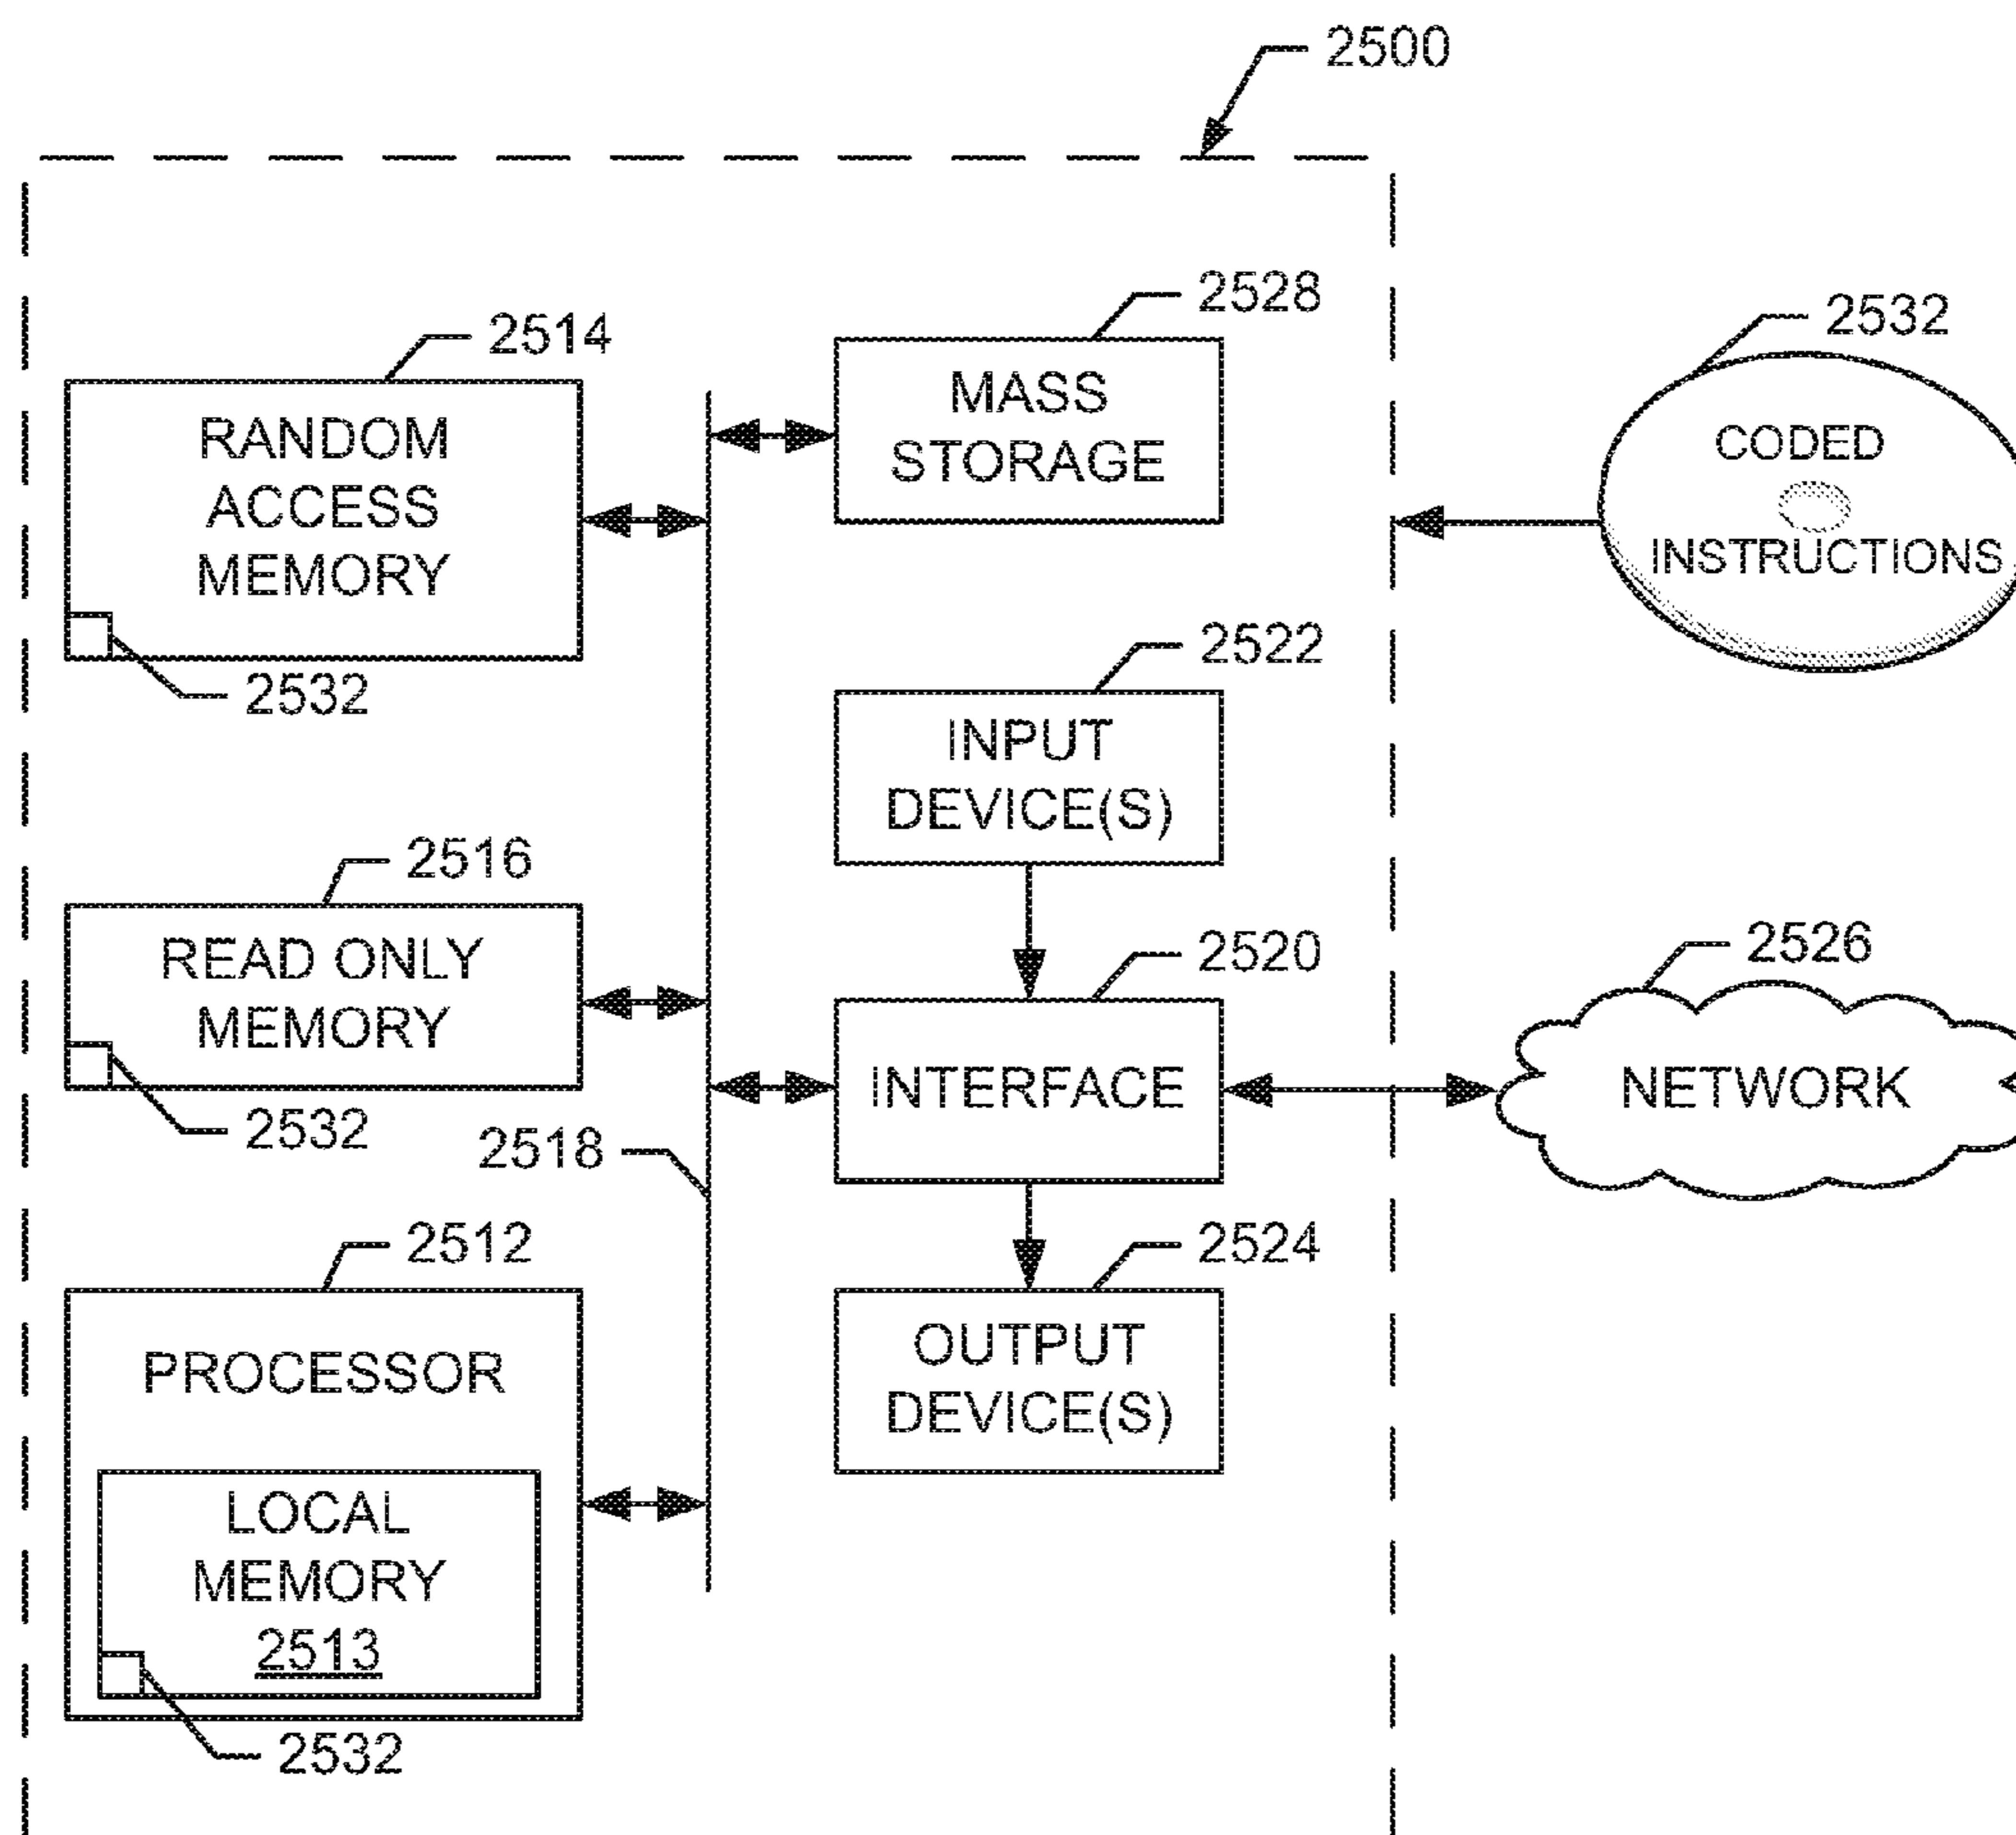 2500
2528
2514
2532
MASS
STORAGE
RANDOM
ACCESS
MEMORY
CODED
INSTRUCTIONS
2532
2522
INPUT
DEVICE(S)
2516
READ ONLY
MEMORY
2520
2526
INTERFACE
NETWORK
2532
2518
2512
2524
PROCESSOR
OUTPUT
DEVICE(S)
LOCAL
MEMORY
2513
2532